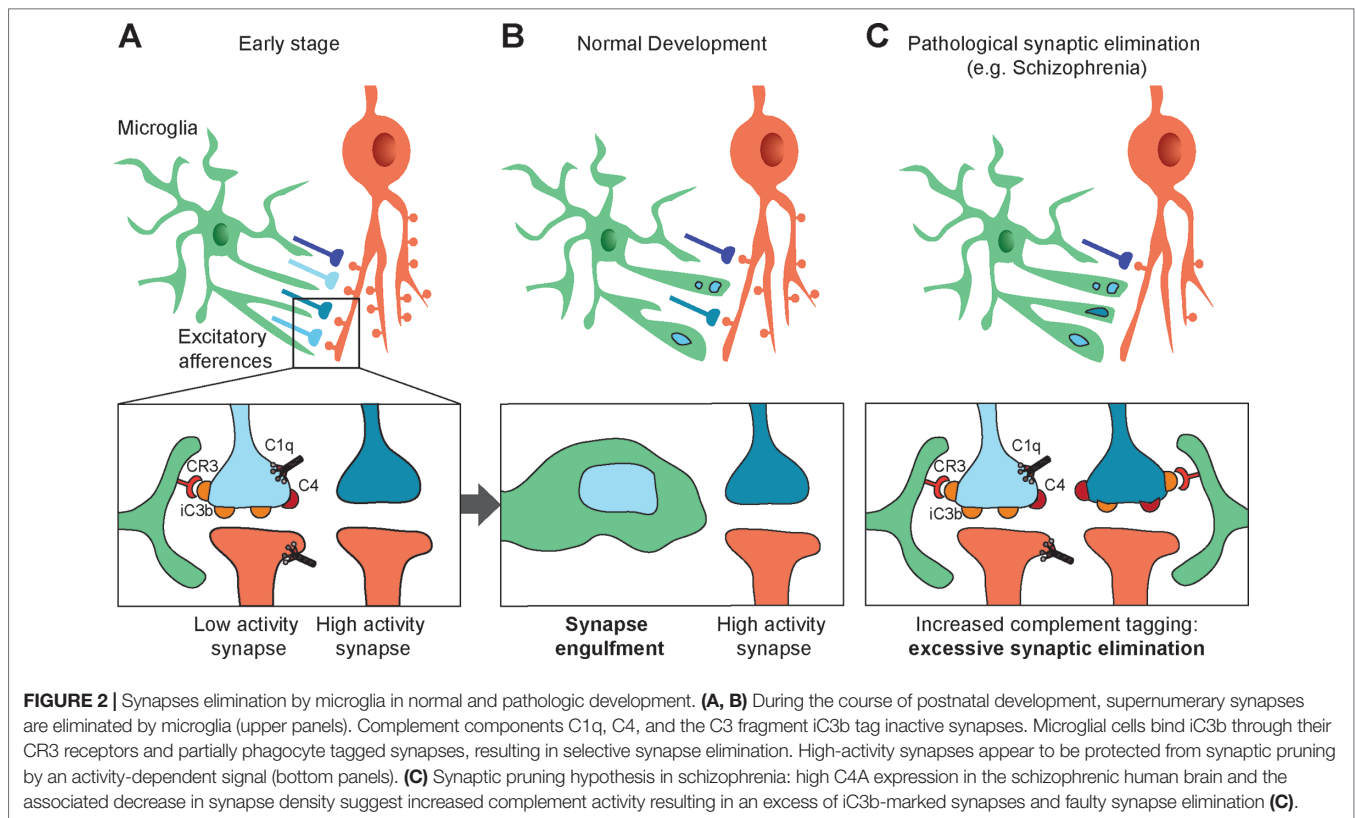 A
Early stage
B
Normal Development
C
Pathological synaptic elimination
(e.g. Schizophrenia)
Microglia
Excitatory
afferences
C1q
CR3
C4
iC3b
C1q
CR3
C4
iC3b
Low activity
synapse
High activity
synapse
Synapse
engulfment
High activity
synapse
Increased complement tagging:
excessive synaptic elimination
FIGURE 2 | Synapses elimination by microglia in normal and pathologic development. (A, B) During the course of postnatal development, supernumerary synapses
are eliminated by microglia (upper panels). Complement components C1q, C4, and the C3 fragment iC3b tag inactive synapses. Microglial cells bind iC3b through their
CR3 receptors and partially phagocyte tagged synapses, resulting in selective synapse elimination. High-activity synapses appear to be protected from synaptic pruning
by an activity-dependent signal (bottom panels). (C) Synaptic pruning hypothesis in schizophrenia: high C4A expression in the schizophrenic human brain and the
associated decrease in synapse density suggest increased complement activity resulting in an excess of iC3b-marked synapses and faulty synapse elimination (C).